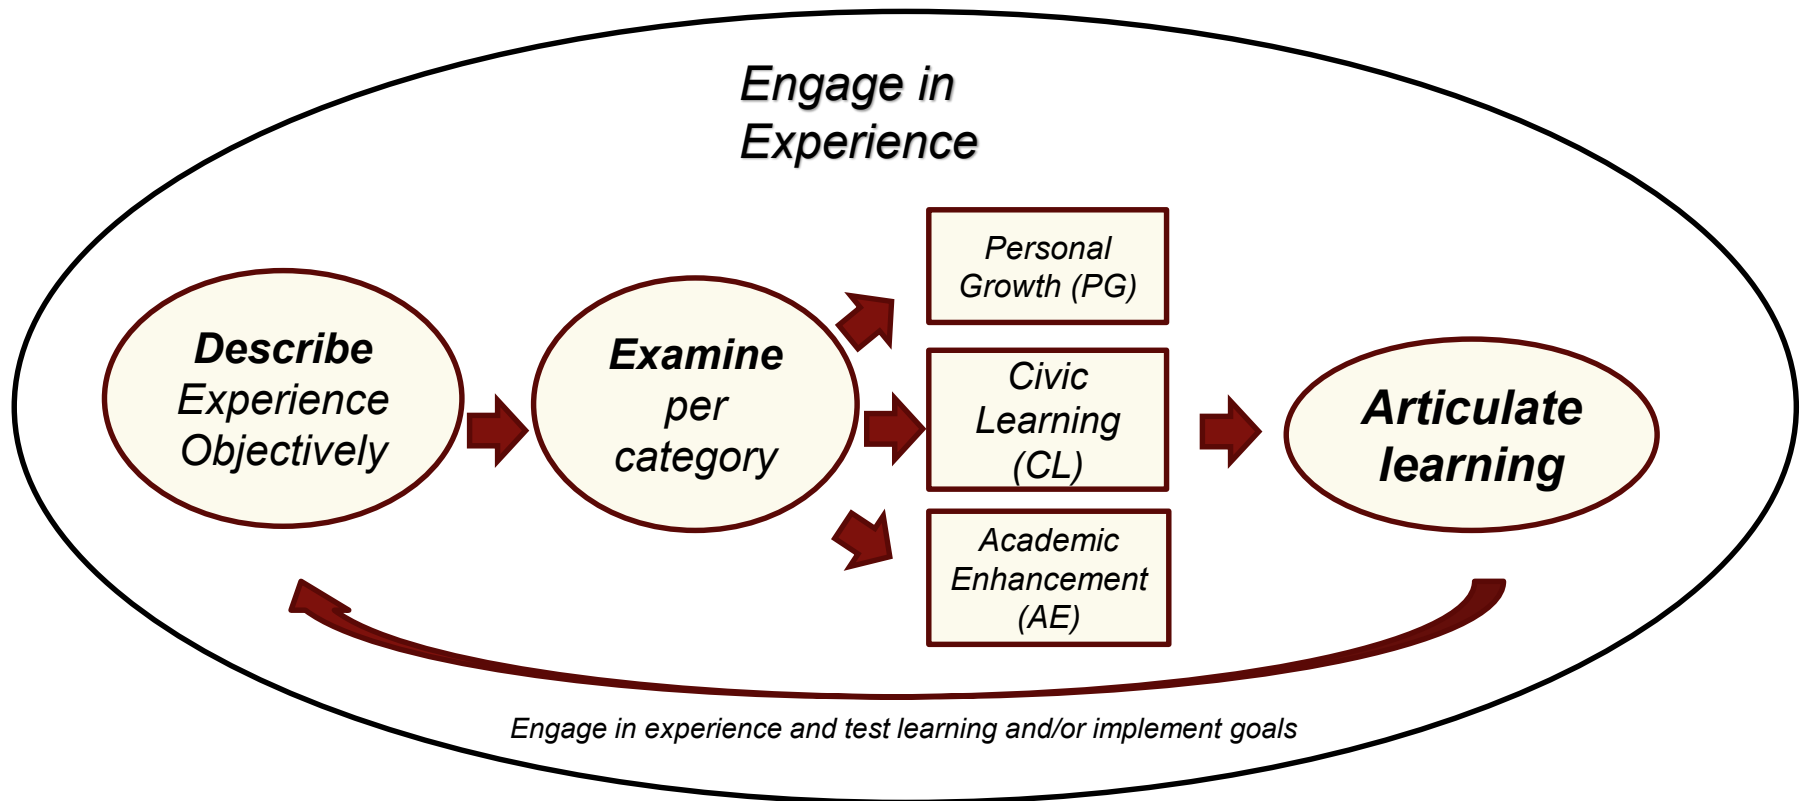 Engage in
Experience
Describe
Experience
Objectively
Examine
per
category
Personal
Growth (PG)
Civic
Learning
(CL)
Academic
Enhancement
(AE)
Articulate
learning
Engage in experience and test learning and/or implement goals